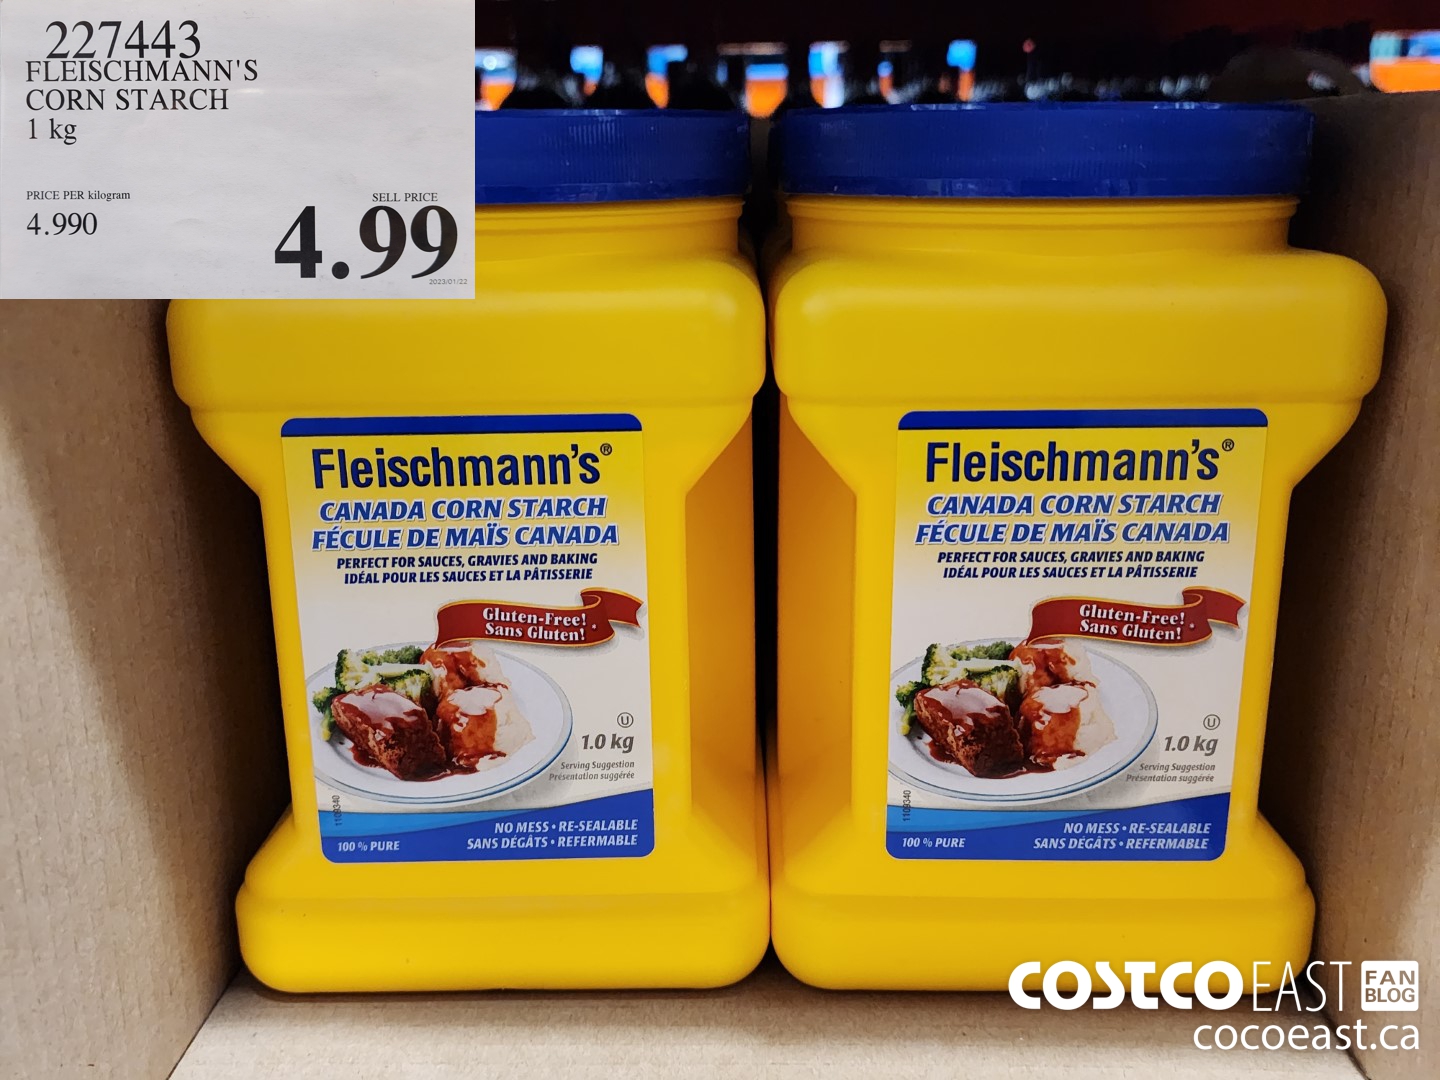 227443
FLEISCHMANN'S
CORN STARCH
1 kg
PRICE PER kilogram
4.990
SELL PRICE
4.99
2023/01/22
Fleischmann's®
CANADA CORN STARCH
FÉCULE DE MAÏS CANADA
PERFECT FOR SAUCES, GRAVIES AND BAKING
IDÉAL POUR LES SAUCES ET LA PÂTISSERIE
Gluten-Free!
Sans Gluten!
U
1.0 kg
Serving Suggestion
Présentation suggérée
1109340
NO MESS • RE-SEALABLE
SANS DÉGÂTS • REFERMABLE
100 % PURE
Fleischmann's®
CANADA CORN STARCH
FÉCULE DE MAÏS CANADA
PERFECT FOR SAUCES, GRAVIES AND BAKING
IDÉAL POUR LES SAUCES ET LA PÂTISSERIE
Gluten-Free!
Sans Gluten!
U
1.0 kg
Serving Suggestion
Présentation suggérée
1109340
NO MESS • RE-SEALABLE
SANS DÉGÂTS • REFERMABLE
100 % PURE
COSTCO EAST FAN BLOG
cocoeast.ca